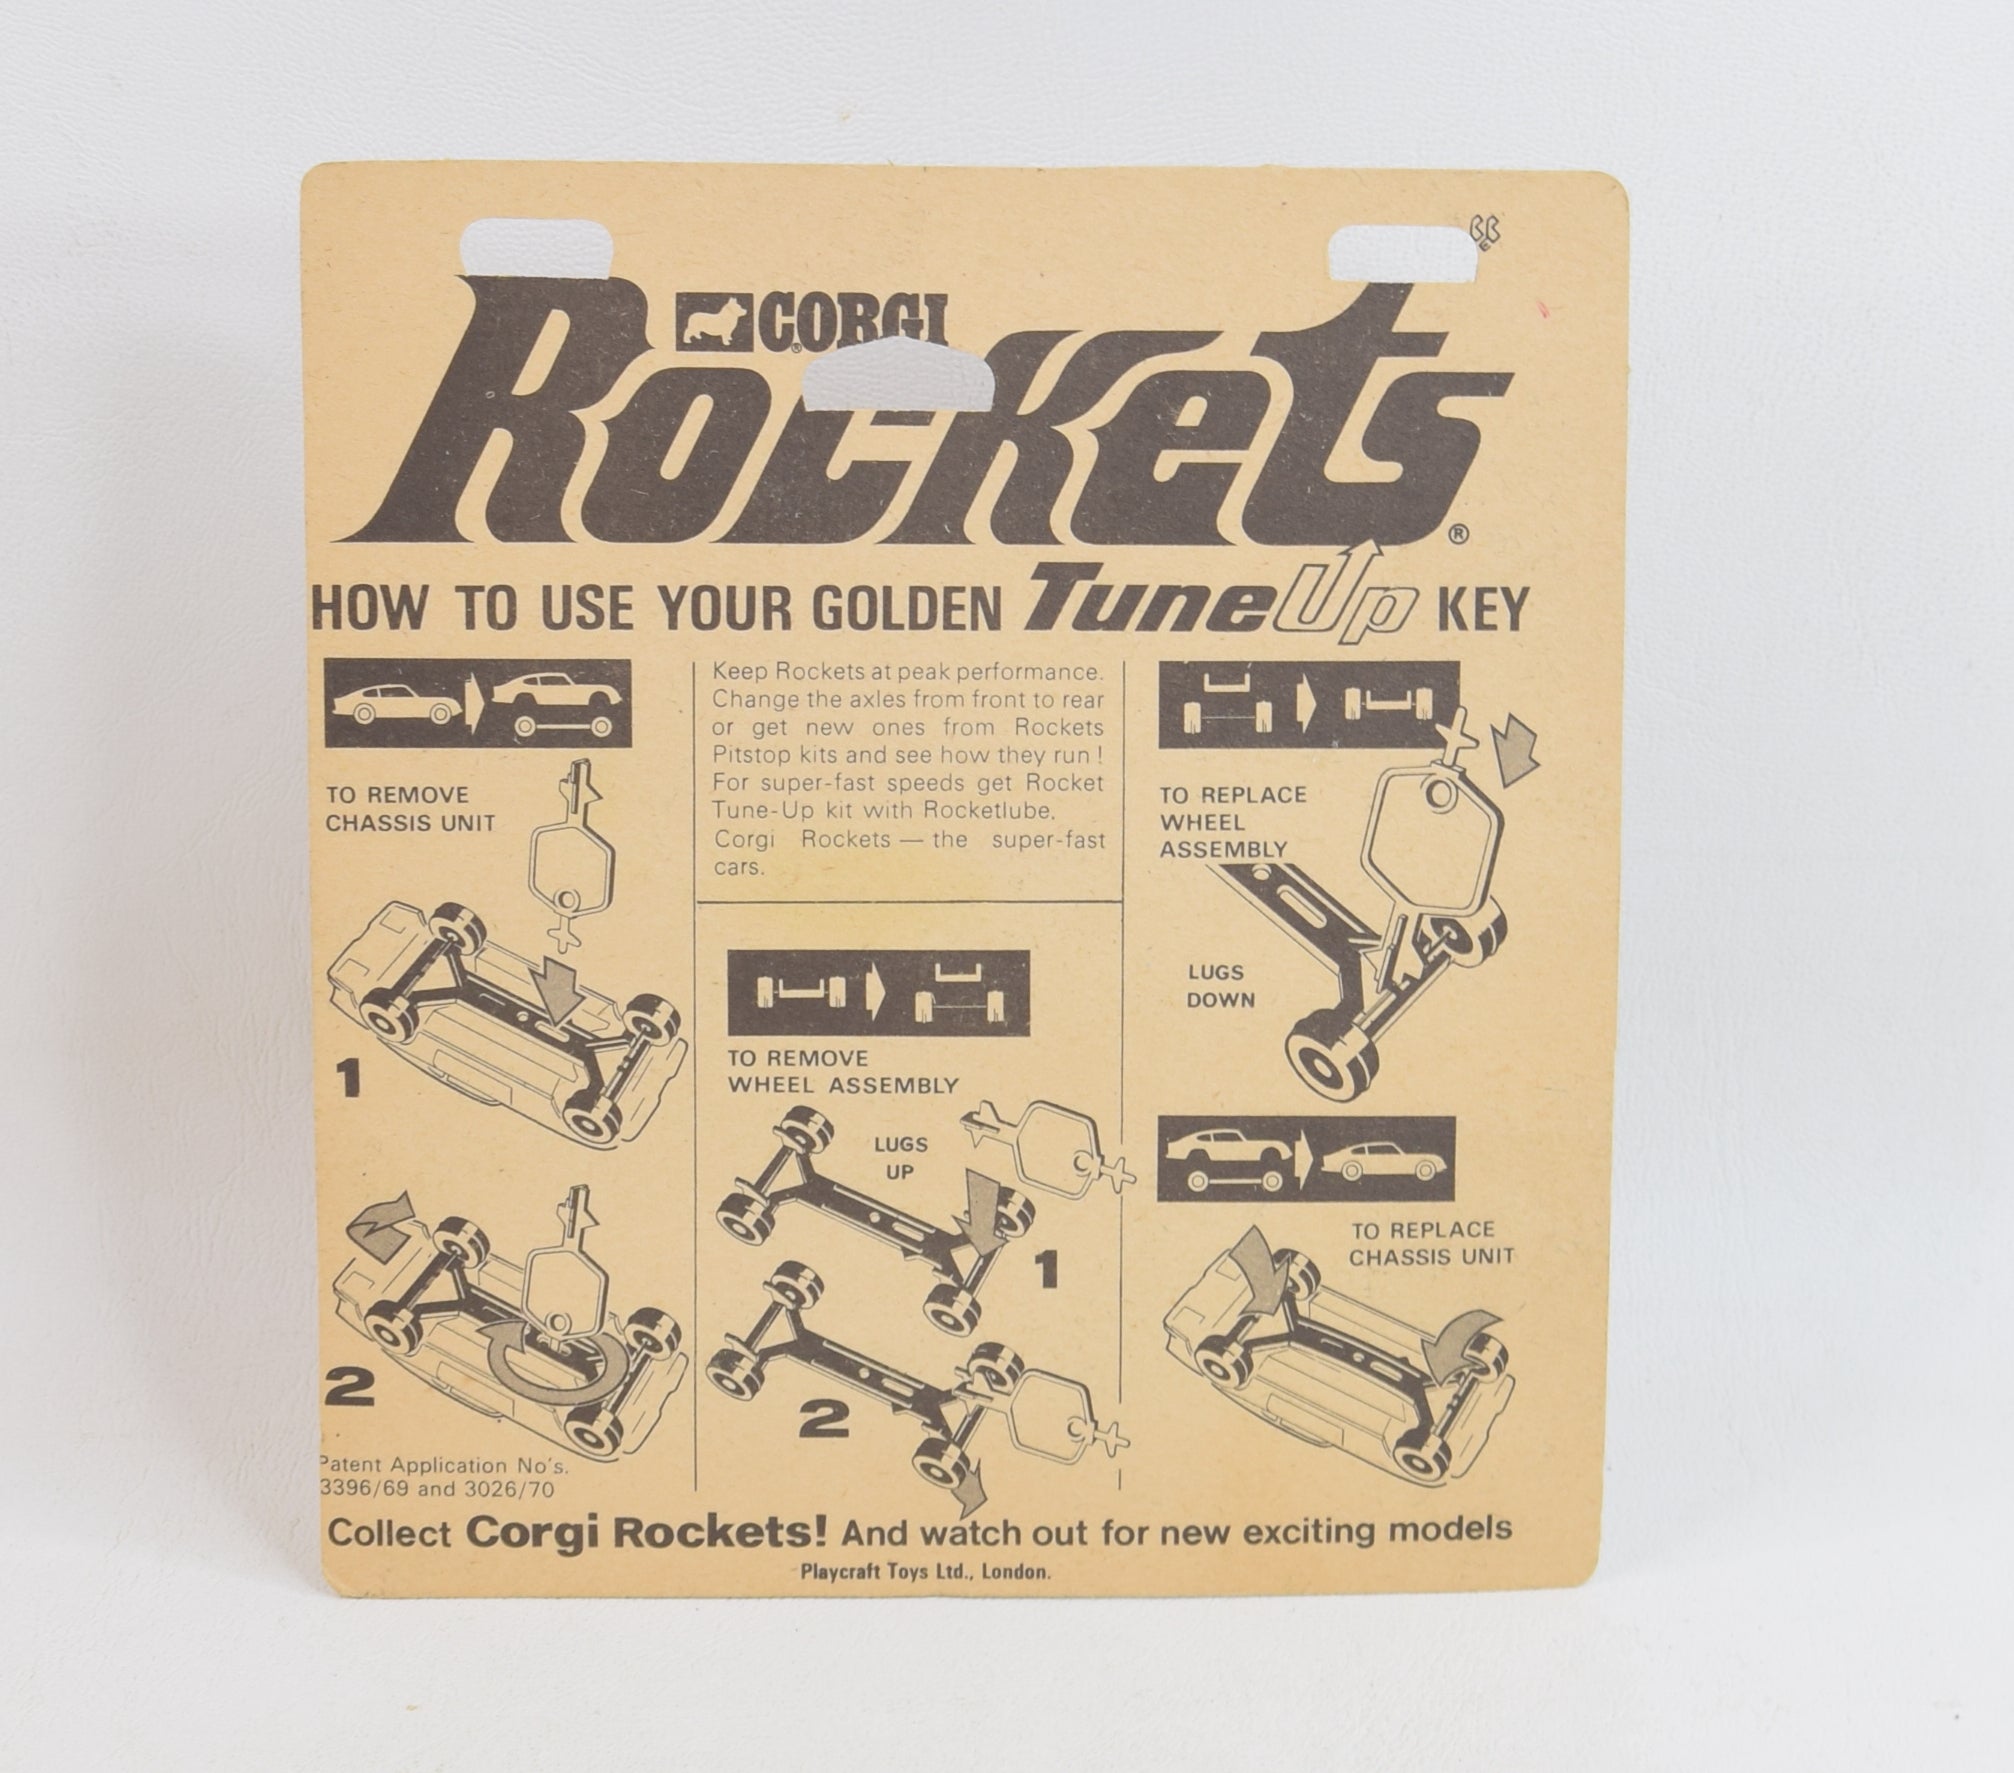 CORGI
Rockets®
HOW TO USE YOUR GOLDEN TuneUp KEY
TO REMOVE
CHASSIS UNIT
1
2
Patent Application No's.
3396/69 and 3026/70
Keep Rockets at peak performance.
Change the axles from front to rear
or get new ones from Rockets
Pitstop kits and see how they run !
For super-fast speeds get Rocket
Tune-Up kit with Rocketlube.
Corgi Rockets — the super-fast
cars.
TO REMOVE
WHEEL ASSEMBLY
LUGS
UP
1
2
TO REPLACE
WHEEL
ASSEMBLY
LUGS
DOWN
TO REPLACE
CHASSIS UNIT
Collect Corgi Rockets! And watch out for new exciting models
Playcraft Toys Ltd., London.